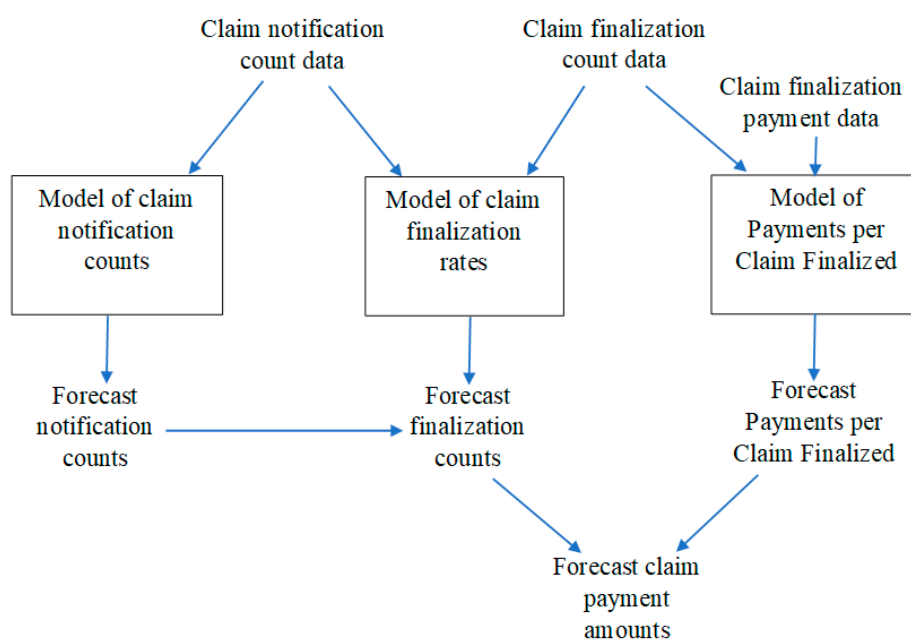 Claim notification
count data
Claim finalization
count data
Claim finalization
payment data
Model of claim
notification
counts
Model of claim
finalization
rates
Model of
Payments per
Claim Finalized
Forecast
notification
counts
Forecast
finalization
counts
Forecast
Payments per
Claim Finalized
Forecast claim
payment
amounts